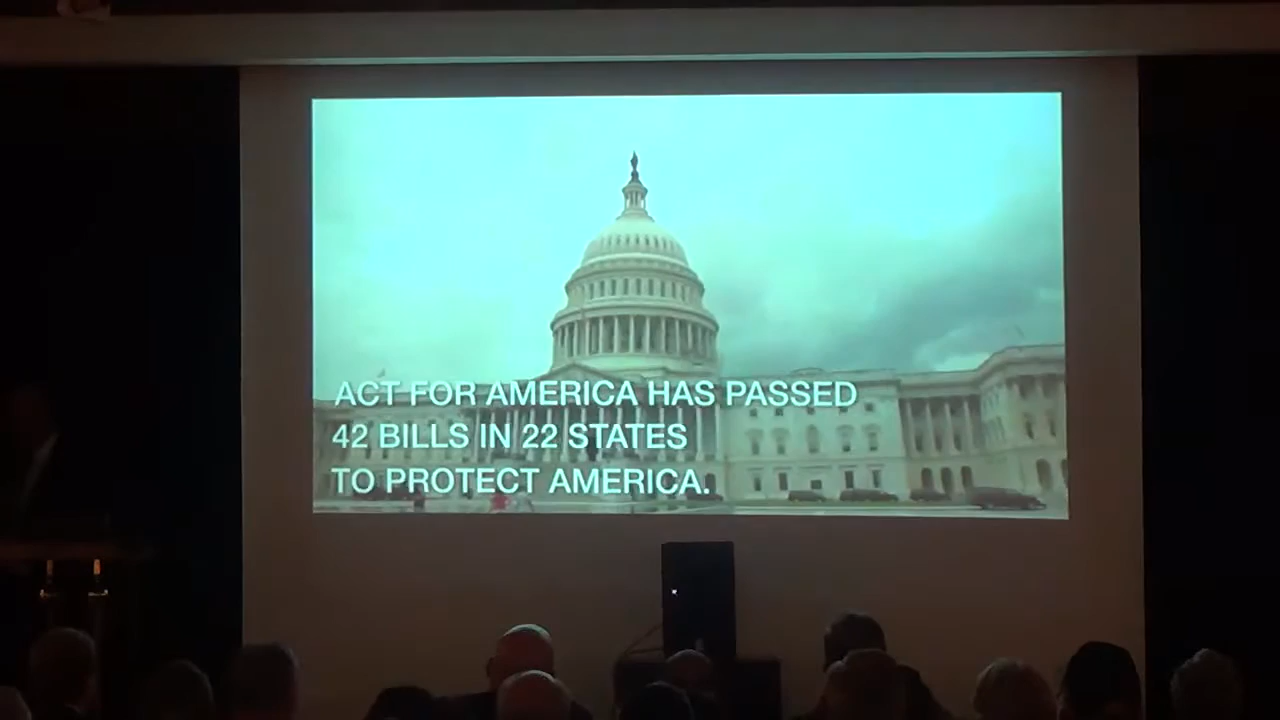 ACT FOR AMERICA HAS PASSED
42 BILLS IN 22 STATES
TO PROTECT AMERICA.